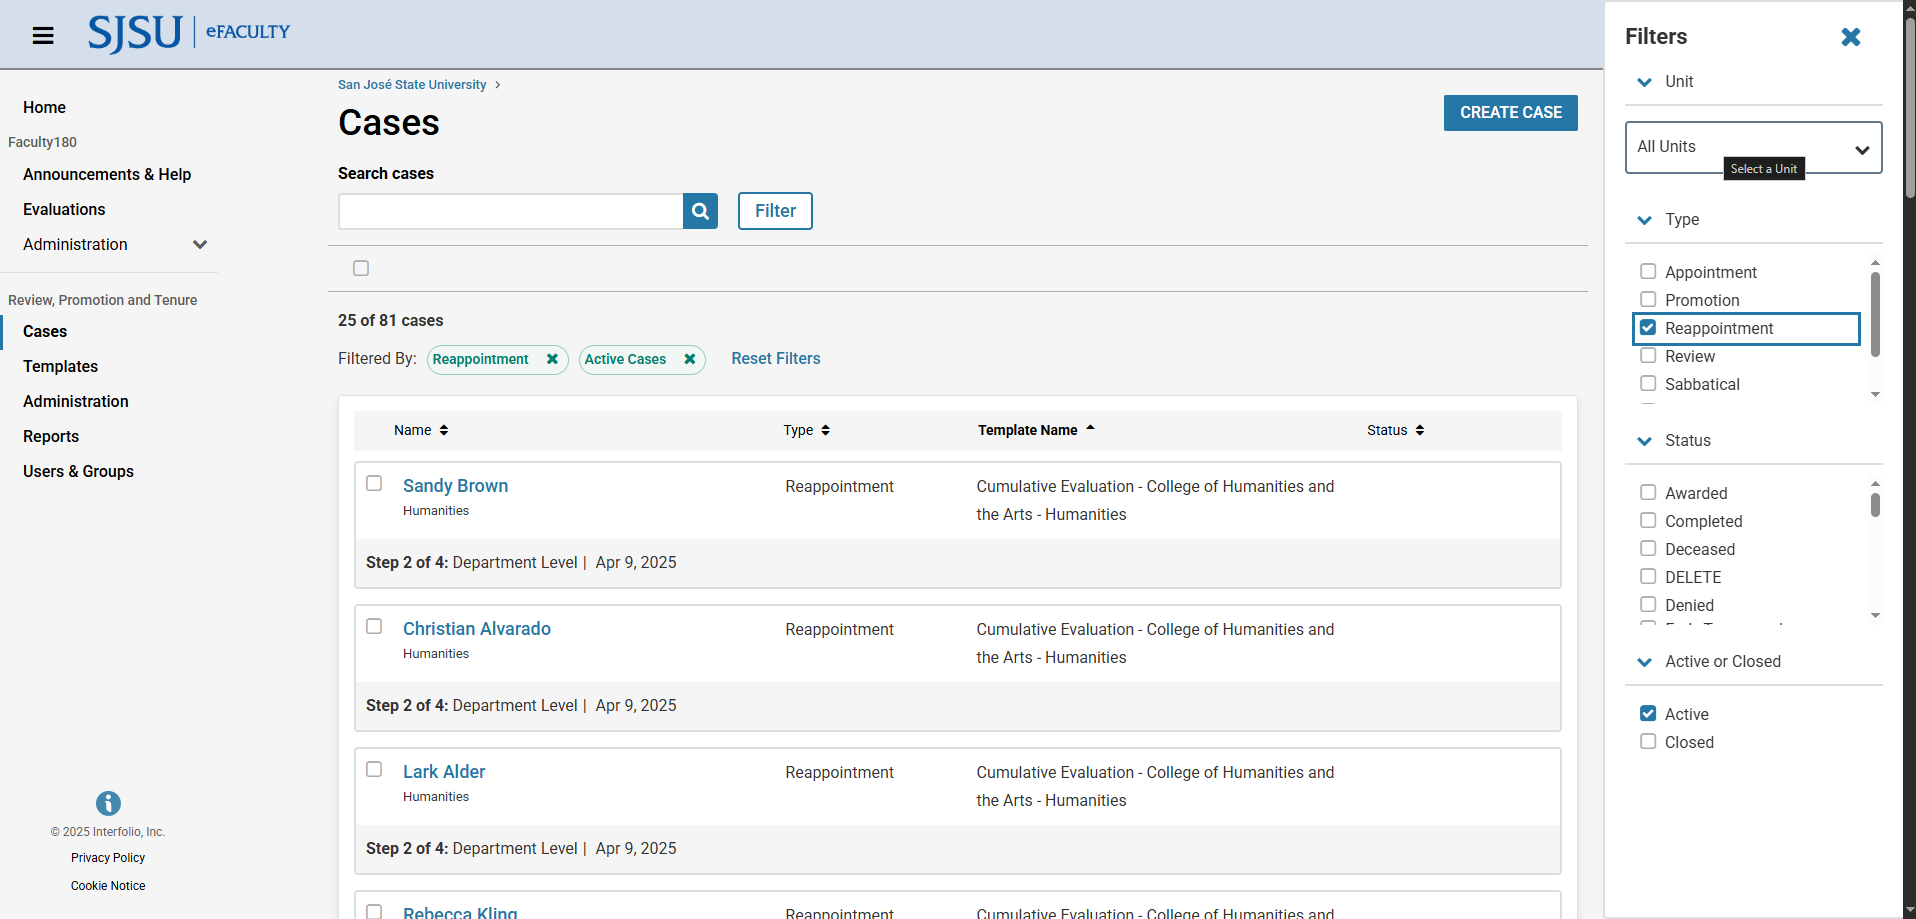 SJSU eFACULTY
Home
Faculty180
Announcements & Help
Evaluations
Administration
Review, Promotion and Tenure
Cases
Templates
Administration
Reports
Users & Groups
© 2025 Interfolio, Inc.
Privacy Policy
Cookie Notice
San José State University
Cases
CREATE CASE
Search cases
Filter
25 of 81 cases
Filtered By: Reappointment Active Cases Reset Filters
Name Type Template Name Status
Sandy Brown Reappointment Cumulative Evaluation - College of Humanities and
Humanities the Arts - Humanities
Step 2 of 4: Department Level | Apr 9, 2025
Christian Alvarado Reappointment Cumulative Evaluation - College of Humanities and
Humanities the Arts - Humanities
Step 2 of 4: Department Level | Apr 9, 2025
Lark Alder Reappointment Cumulative Evaluation - College of Humanities and
Humanities the Arts - Humanities
Step 2 of 4: Department Level | Apr 9, 2025
Rebecca Kling Reappointment Cumulative Evaluation - College of Humanities and
Filters
Unit
All Units
Select a Unit
Type
Appointment
Promotion
Reappointment
Review
Sabbatical
Status
Awarded
Completed
Deceased
DELETE
Denied
Active or Closed
Active
Closed